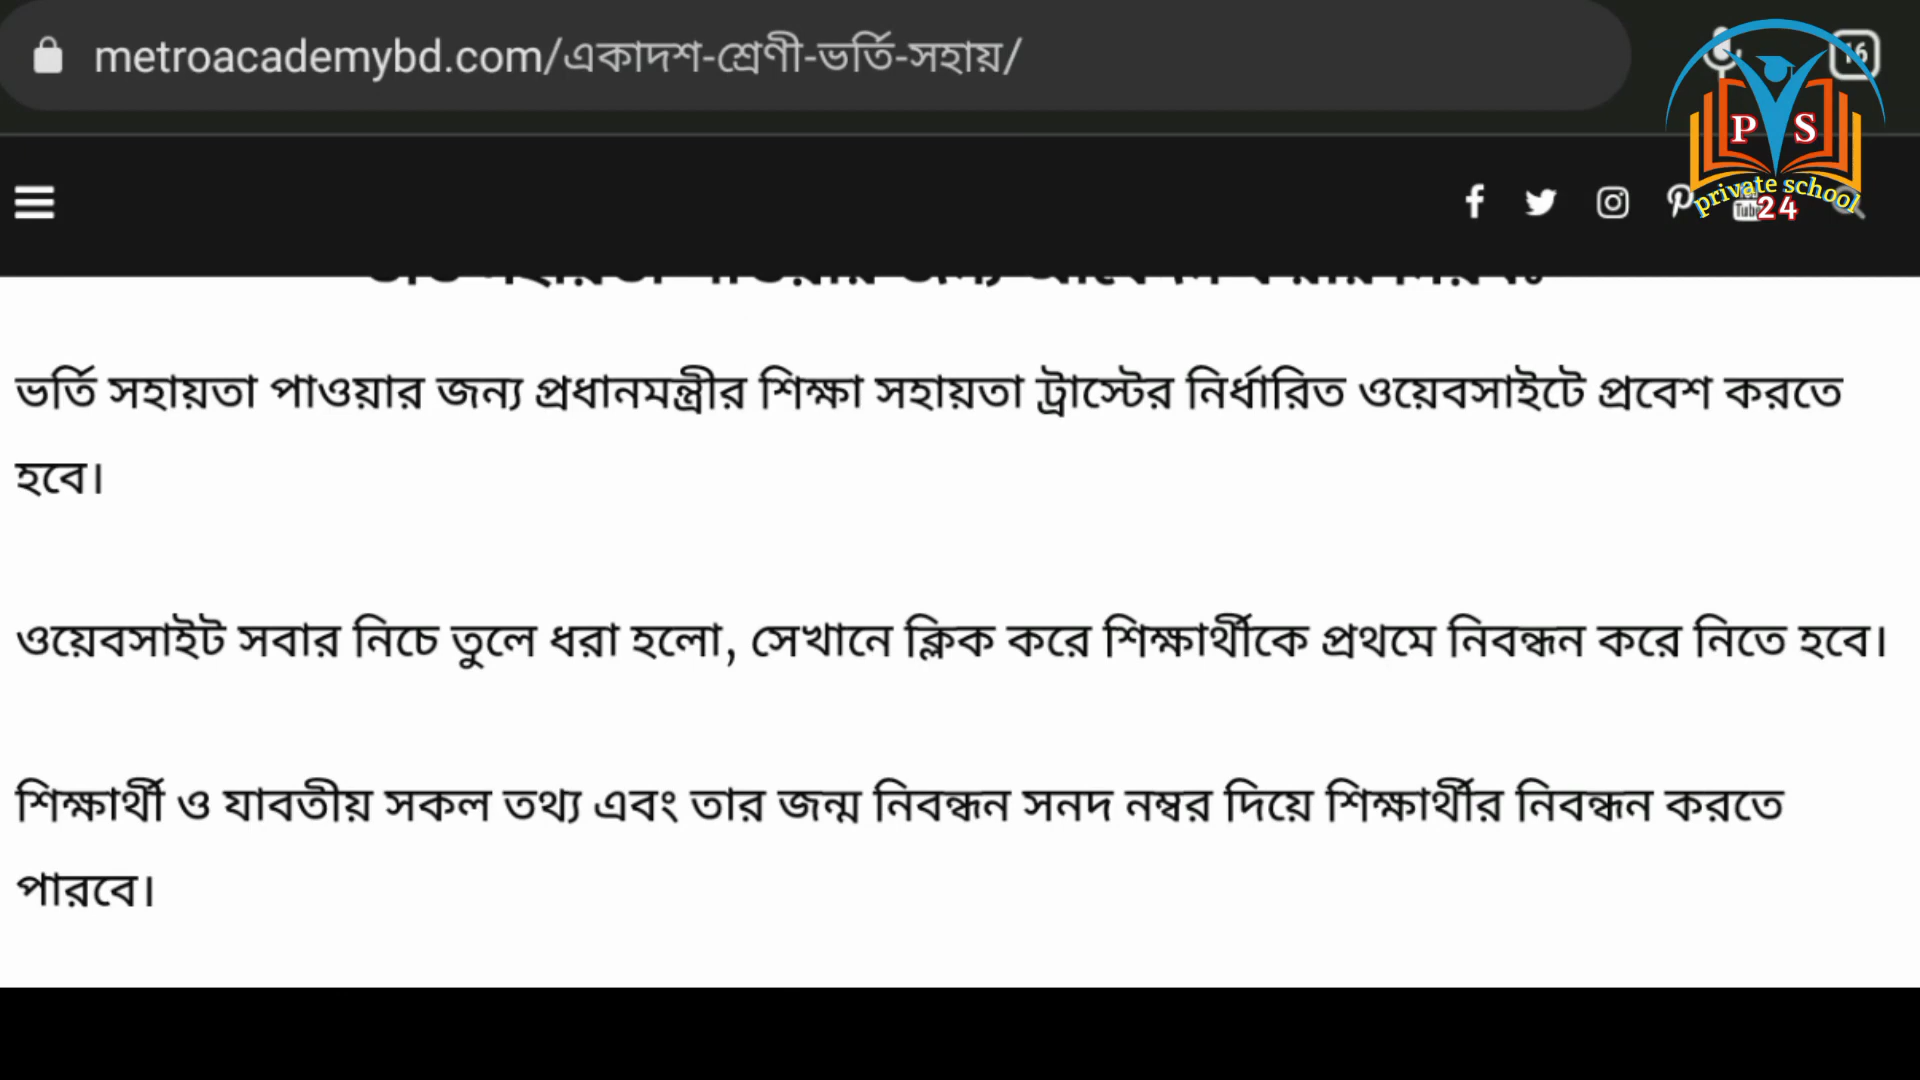 metroacademybd.com/একাদশ-শ্রেণী-ভর্তি-সহায়/
16
P S
private school
24
ভর্তি সহায়তা পাওয়ার জন্য প্রধানমন্ত্রীর শিক্ষা সহায়তা ট্রাস্টের নির্ধারিত ওয়েবসাইটে প্রবেশ করতে
হবে।
ওয়েবসাইট সবার নিচে তুলে ধরা হলো, সেখানে ক্লিক করে শিক্ষার্থীকে প্রথমে নিবন্ধন করে নিতে হবে।
শিক্ষার্থী ও যাবতীয় সকল তথ্য এবং তার জন্ম নিবন্ধন সনদ নম্বর দিয়ে শিক্ষার্থীর নিবন্ধন করতে
পারবে।